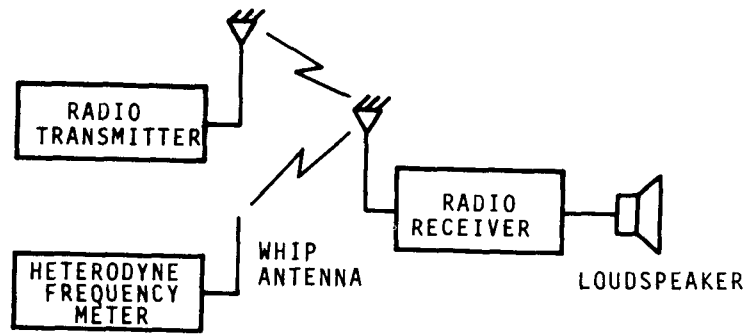 RADIO
TRANSMITTER
RADIO
RECEIVER
LOUDSPEAKER
WHIP
ANTENNA
HETERODYNE
FREQUENCY
METER